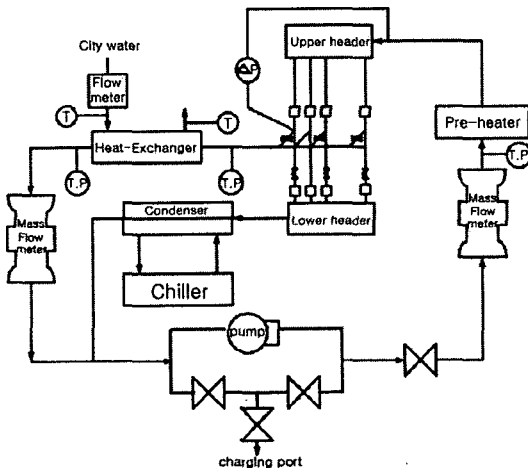 City water
Flow
meter
T
T
Heat-Exchanger
T.P
T.P
ΔP
Upper header
Pre-heater
T.P
Mass
Flow
meter
Mass
Flow
meter
Condenser
Lower header
Chiller
pump
charging port